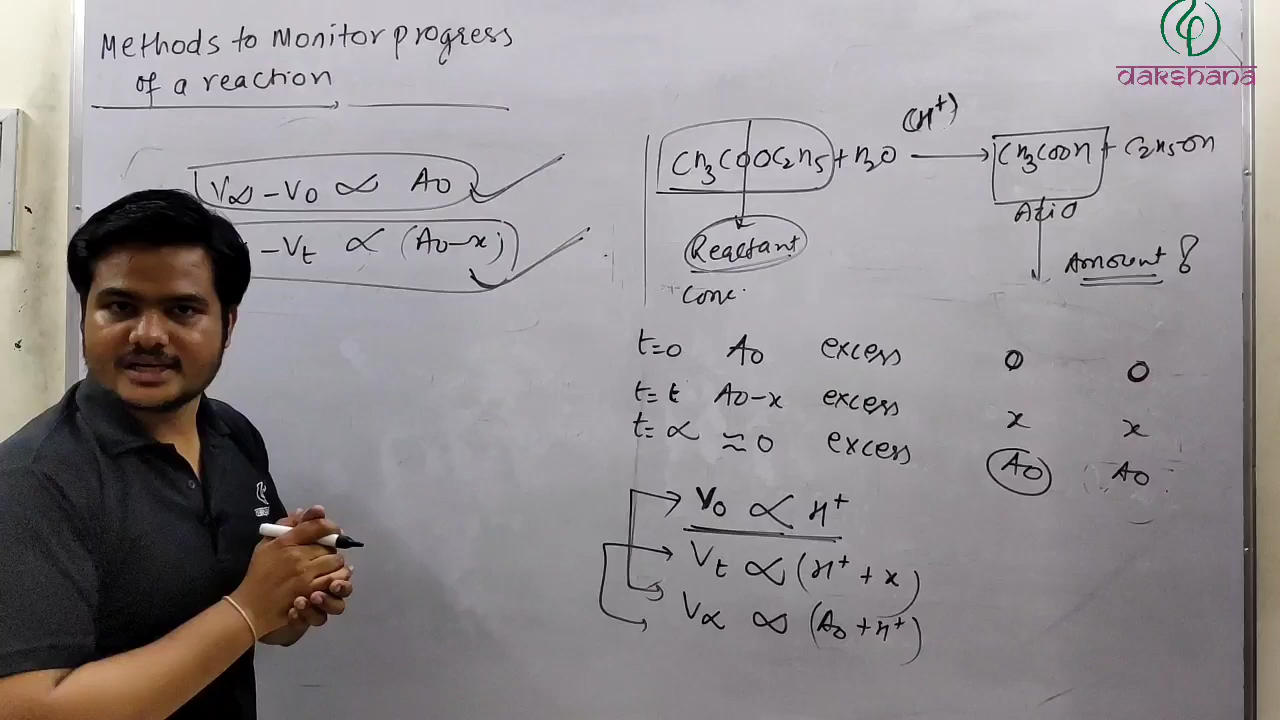 Methods to Monitor progress
of a reaction
V∞ - V0 ∝ A0
- Vt ∝ (A0-x)
(H+)
CH3COOC2H5 + H2O → CH3COOH + C2H5OH
Reactant
Conc.
Acid
Amount ?
t=0 A0 excess 0 0
t=t A0-x excess x x
t=∞ ≈0 excess A0 A0
V0 ∝ H+
Vt ∝ (H+ + x)
V∞ ∝ (A0 + H+)
dakshana